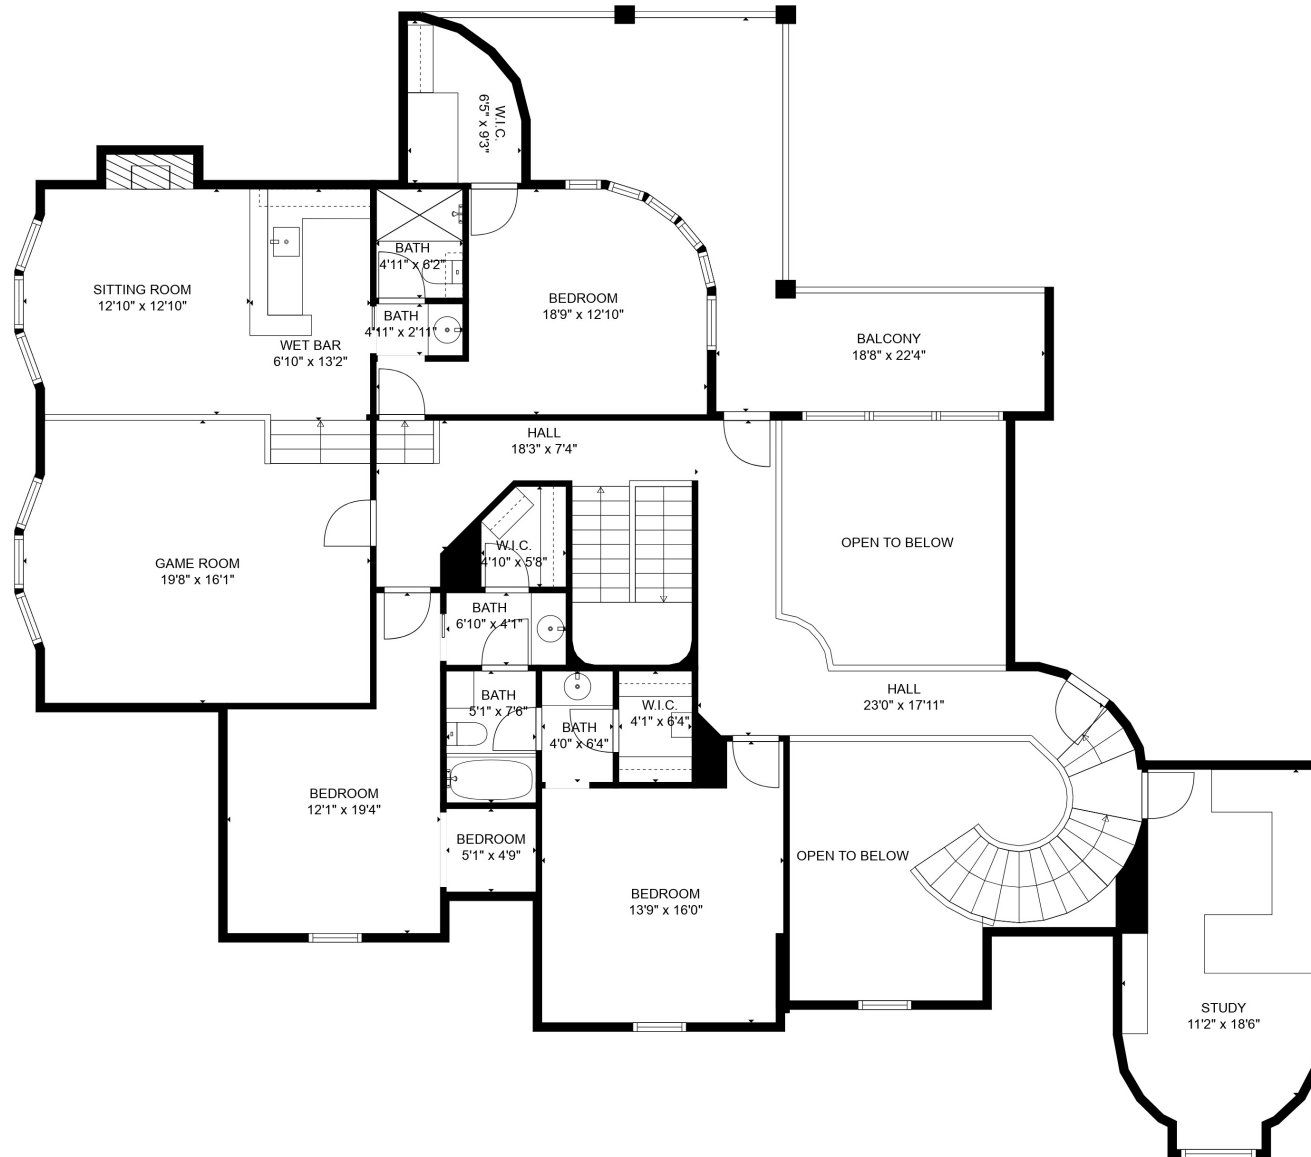 W.I.C.
6'5" x 9'3"
BATH
4'11" x 6'2"
SITTING ROOM
12'10" x 12'10"
BEDROOM
18'9" x 12'10"
BATH
4'11" x 2'11"
WET BAR
6'10" x 13'2"
BALCONY
18'8" x 22'4"
HALL
18'3" x 7'4"
OPEN TO BELOW
W.I.C.
4'10" x 5'8"
GAME ROOM
19'8" x 16'1"
BATH
6'10" x 4'1"
HALL
23'0" x 17'11"
BATH
5'1" x 7'6"
W.I.C.
4'1" x 6'4"
BATH
4'0" x 6'4"
BEDROOM
12'1" x 19'4"
BEDROOM
5'1" x 4'9"
OPEN TO BELOW
BEDROOM
13'9" x 16'0"
STUDY
11'2" x 18'6"